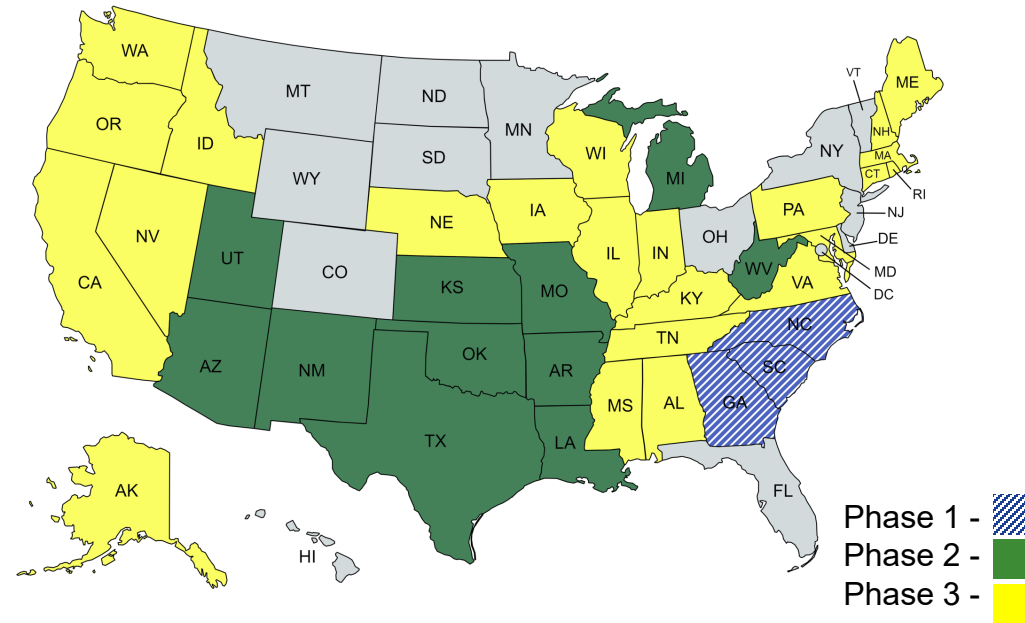 WA
MT
ND
MN
VT
ME
OR
ID
SD
WI
MI
NY
NH
MA
CT
RI
WY
NE
IA
PA
NJ
NV
UT
CO
IL
IN
OH
DE
CA
KS
MO
WV
VA
MD
DC
KY
AZ
NM
OK
AR
TN
NC
SC
MS
AL
GA
TX
LA
AK
FL
HI
Phase 1 -
Phase 2 -
Phase 3 -